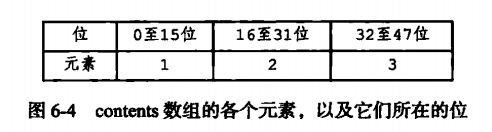 位 0至15位 16至31位 32至47位
元素 1 2 3
图 6-4 contents 数组的各个元素，以及它们所在的位